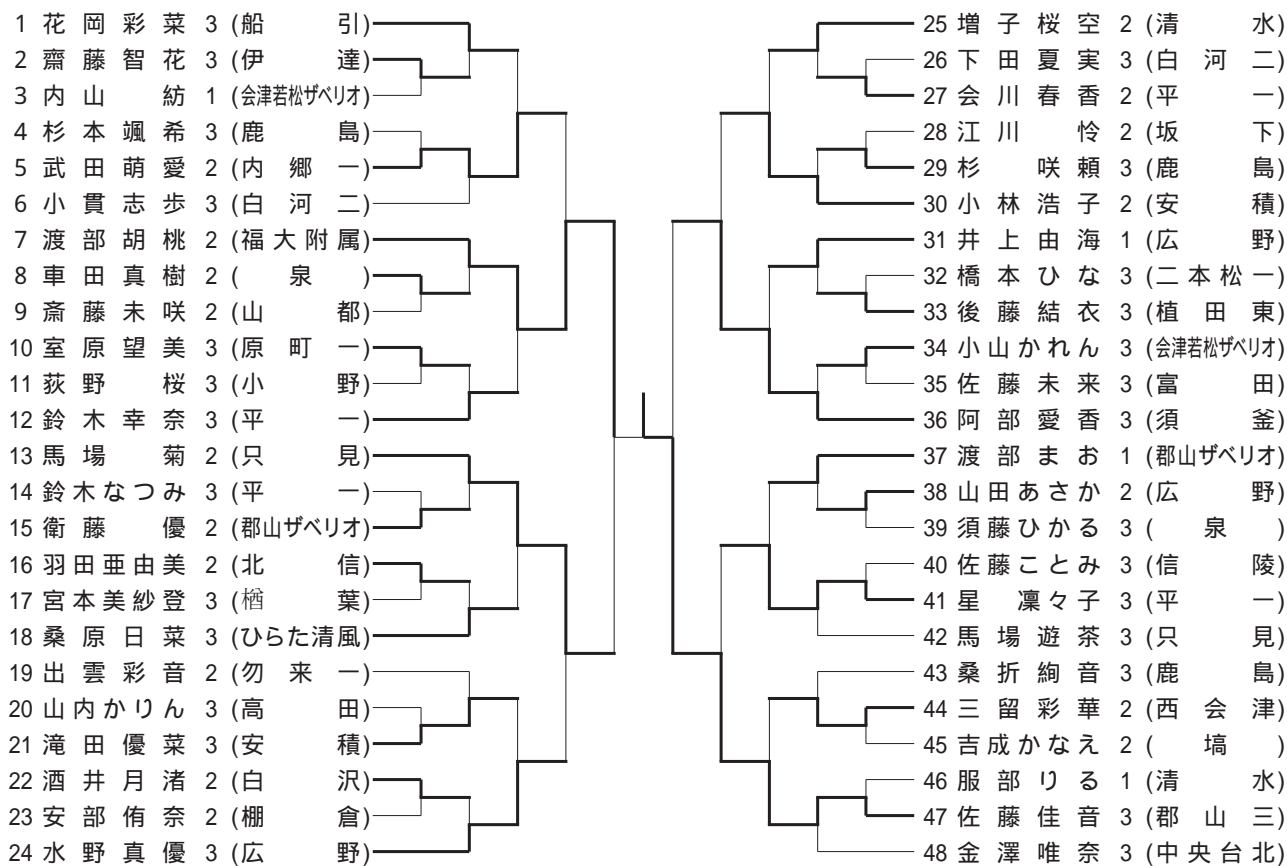 1 花岡彩菜 3 (船引)
2 齋藤智花 3 (伊達)
3 内山 紡 1 (会津若松ザベリオ)
4 杉本颯希 3 (鹿島)
5 武田萌愛 2 (内郷一)
6 小貫志歩 3 (白河二)
7 渡部胡桃 2 (福大附属)
8 車田真樹 2 (泉)
9 斎藤未咲 2 (山都)
10 室原望美 3 (原町一)
11 荻野 桜 3 (小野)
12 鈴木幸奈 3 (平一)
13 馬場 菊 2 (只見)
14 鈴木なつみ 3 (平一)
15 衛藤 優 2 (郡山ザベリオ)
16 羽田亜由美 2 (北信)
17 宮本美紗登 3 (楢葉)
18 桑原日菜 3 (ひらた清風)
19 出雲彩音 2 (勿来一)
20 山内かりん 3 (高田)
21 滝田優菜 3 (安積)
22 酒井月渚 2 (白沢)
23 安部侑奈 2 (棚倉)
24 水野真優 3 (広野)
25 増子桜空 2 (清水)
26 下田夏実 3 (白河二)
27 会川春香 2 (平一)
28 江川 怜 2 (坂下)
29 杉 咲頼 3 (鹿島)
30 小林浩子 2 (安積)
31 井上由海 1 (広野)
32 橋本ひな 3 (二本松一)
33 後藤結衣 3 (植田東)
34 小山かれん 3 (会津若松ザベリオ)
35 佐藤未来 3 (富田)
36 阿部愛香 3 (須釜)
37 渡部まお 1 (郡山ザベリオ)
38 山田あさか 2 (広野)
39 須藤ひかる 3 (泉)
40 佐藤ことみ 3 (信陵)
41 星 凜々子 3 (平一)
42 馬場遊茶 3 (只見)
43 桑折絢音 3 (鹿島)
44 三留彩華 2 (西会津)
45 吉成かなえ 2 (塙)
46 服部りる 1 (清水)
47 佐藤佳音 3 (郡山三)
48 金澤唯奈 3 (中央台北)